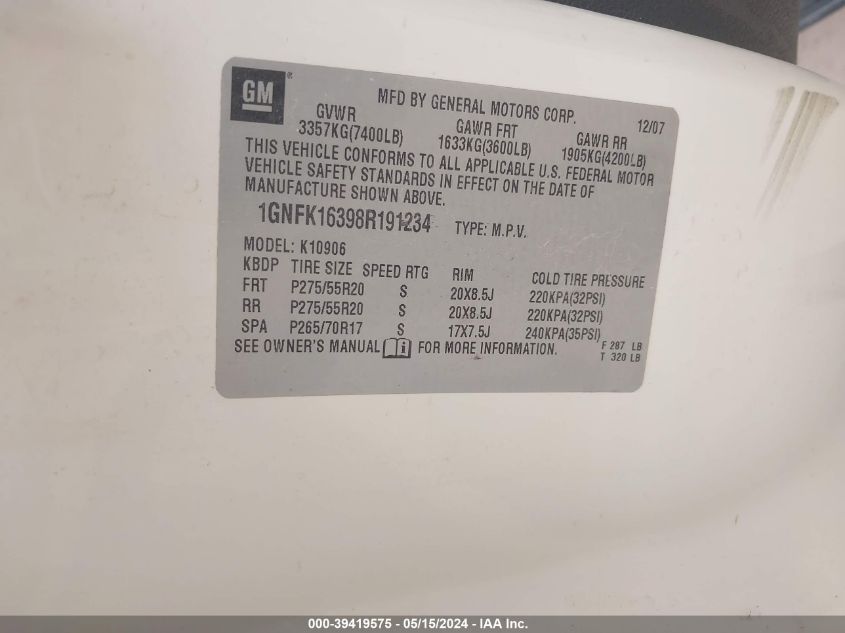 GM® MFD BY GENERAL MOTORS CORP. 12/07
GVWR GAWR FRT GAWR RR
3357KG(7400LB) 1633KG(3600LB) 1905KG(4200LB)
THIS VEHICLE CONFORMS TO ALL APPLICABLE U.S. FEDERAL MOTOR
VEHICLE SAFETY STANDARDS IN EFFECT ON THE DATE OF
MANUFACTURE SHOWN ABOVE.
1GNFK16398R191234 TYPE: M.P.V.
MODEL: K10906
KBDP TIRE SIZE SPEED RTG RIM COLD TIRE PRESSURE
FRT P275/55R20 S 20X8.5J 220KPA(32PSI)
RR P275/55R20 S 20X8.5J 220KPA(32PSI)
SPA P265/70R17 S 17X7.5J 240KPA(35PSI)
SEE OWNER'S MANUAL i FOR MORE INFORMATION. F 287 LB
T 320 LB
000-39419575 - 05/15/2024 - IAA Inc.